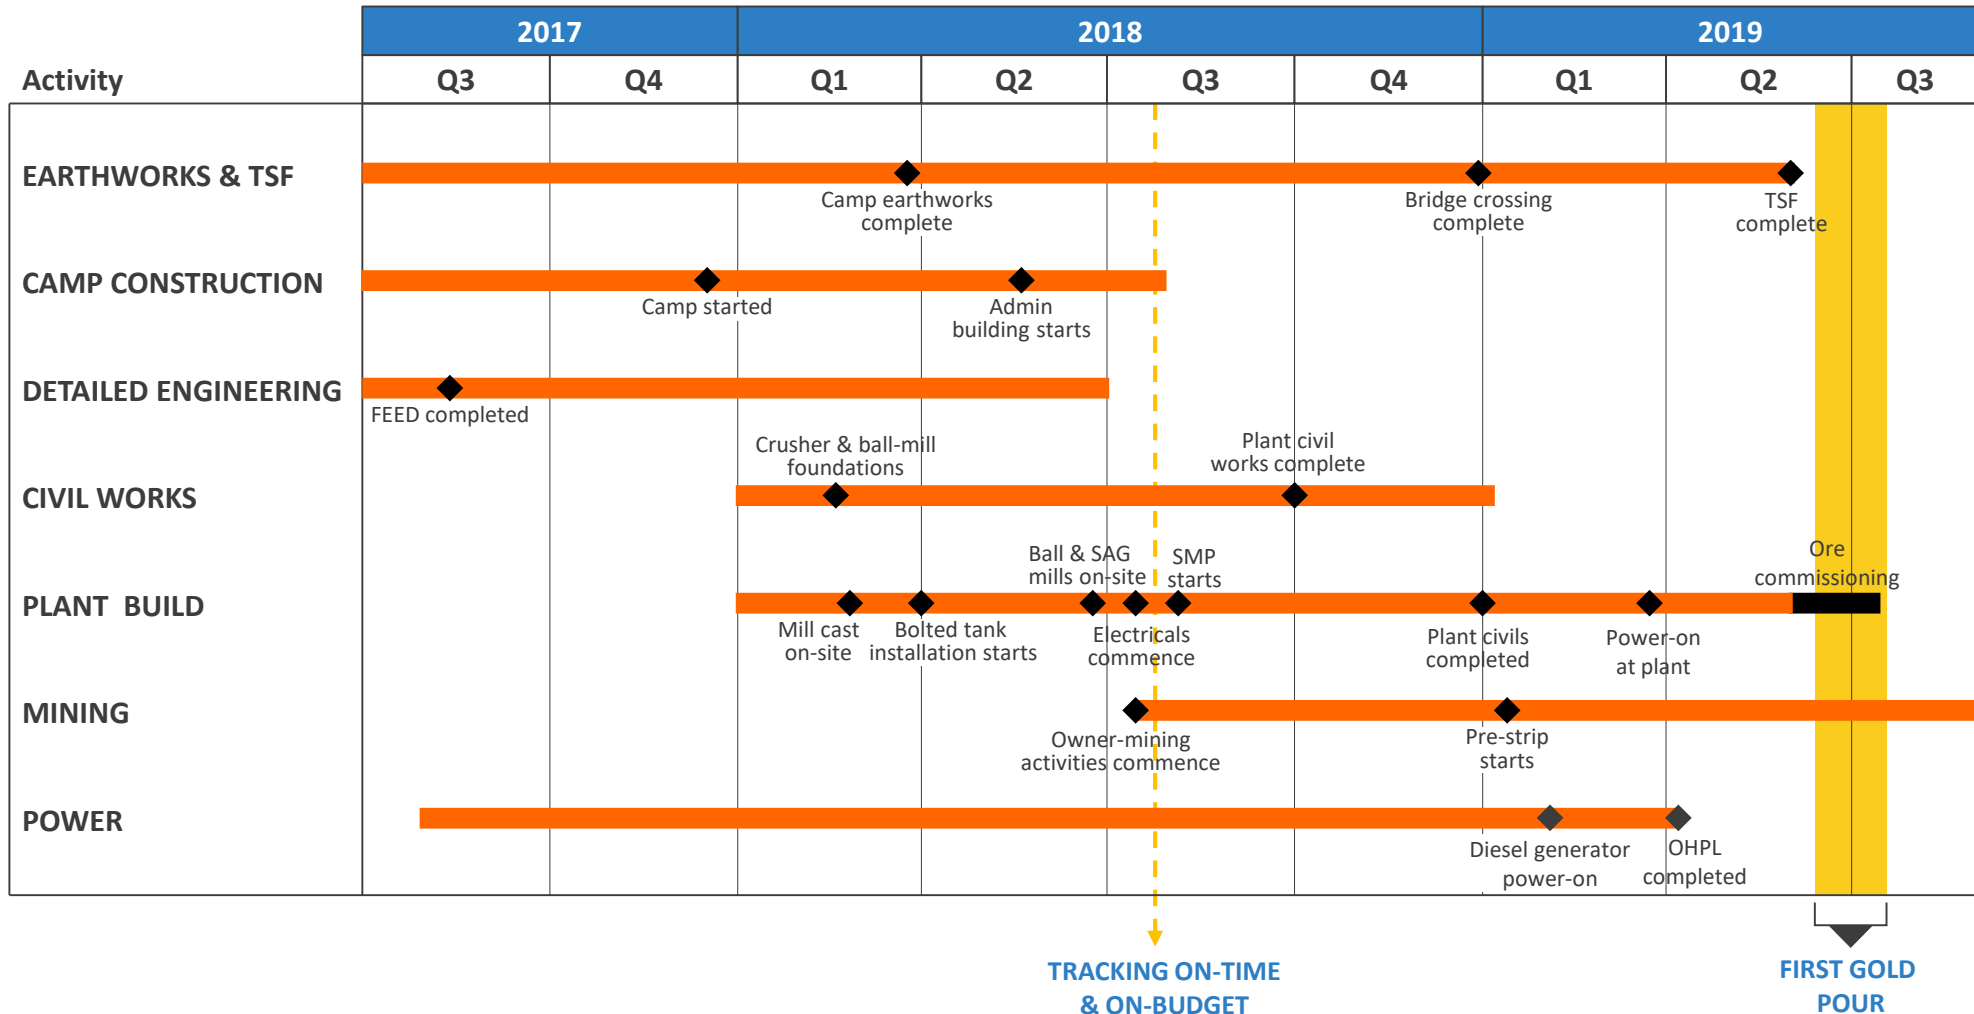 2017 2018 2019
Activity Q3 Q4 Q1 Q2 Q3 Q4 Q1 Q2 Q3
EARTHWORKS & TSF
Camp earthworks
complete
Bridge crossing
complete
TSF
complete
CAMP CONSTRUCTION
Camp started
Admin
building starts
DETAILED ENGINEERING
FEED completed
CIVIL WORKS
Crusher & ball-mill
foundations
Plant civil
works complete
PLANT BUILD
Ball & SAG
mills on-site
SMP
starts
Ore
commissioning
Mill cast
on-site
Bolted tank
installation starts
Electricals
commence
Plant civils
completed
Power-on
at plant
MINING
Owner-mining
activities commence
Pre-strip
starts
POWER
Diesel generator
power-on
OHPL
completed
TRACKING ON-TIME
& ON-BUDGET
FIRST GOLD
POUR